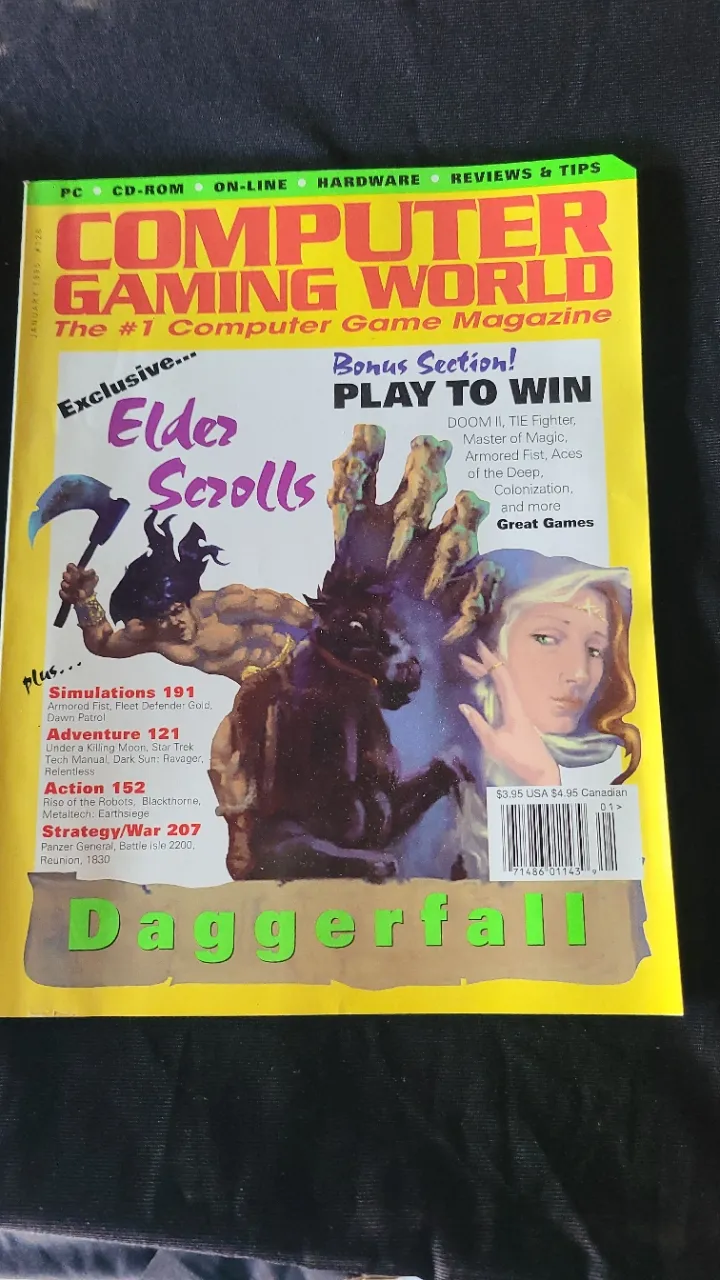 PC • CD-ROM • ON-LINE • HARDWARE • REVIEWS & TIPS
COMPUTER
GAMING WORLD
The #1 Computer Game Magazine
Exclusive...
Elder
Scrolls
Bonus Section!
PLAY TO WIN
DOOM II, TIE Fighter,
Master of Magic,
Armored Fist, Aces
of the Deep,
Colonization,
and more
Great Games
plus...
Simulations 191
Armored Fist, Fleet Defender Gold,
Dawn Patrol
Adventure 121
Under a Killing Moon, Star Trek
Tech Manual, Dark Sun: Ravager,
Relentless
Action 152
Rise of the Robots, Blackthorne,
Metaltech: Earthsiege
Strategy/War 207
Panzer General, Battle Isle 2200,
Reunion, 1830
$3.95 USA $4.95 Canadian
01>
71486 01143 9
Daggerfall